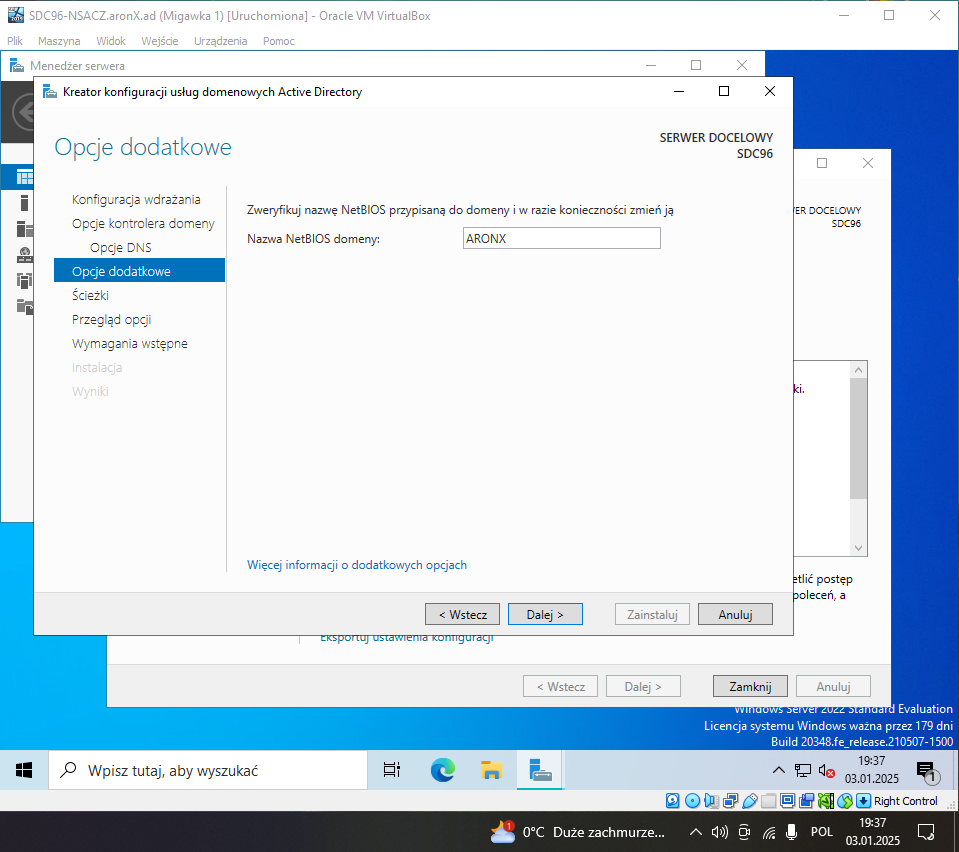 SDC96-NSACZ.aronX.ad (Migawka 1) [Uruchomiona] - Oracle VM VirtualBox
Plik Maszyna Widok Wejście Urządzenia Pomoc
Menedżer serwera
Kreator konfiguracji usług domenowych Active Directory
Opcje dodatkowe
SERWER DOCELOWY
SDC96
VER DOCELOWY
SDC96
Konfiguracja wdrażania
Opcje kontrolera domeny
Opcje DNS
Opcje dodatkowe
Ścieżki
Przegląd opcji
Wymagania wstępne
Instalacja
Wyniki
Zweryfikuj nazwę NetBIOS przypisaną do domeny i w razie konieczności zmień ją
Nazwa NetBIOS domeny: ARONX
ki.
Więcej informacji o dodatkowych opcjach
etlić postęp
poleceń, a
< Wstecz Dalej > Zainstaluj Anuluj
Eksportuj ustawienia konfiguracji
< Wstecz Dalej > Zamknij Anuluj
Windows Server 2022 Standard Evaluation
Licencja systemu Windows ważna przez 179 dni
Build 20348.fe_release.210507-1500
Wpisz tutaj, aby wyszukać
19:37
03.01.2025
1
Right Control
1
0°C Duże zachmurze...
POL
19:37
03.01.2025